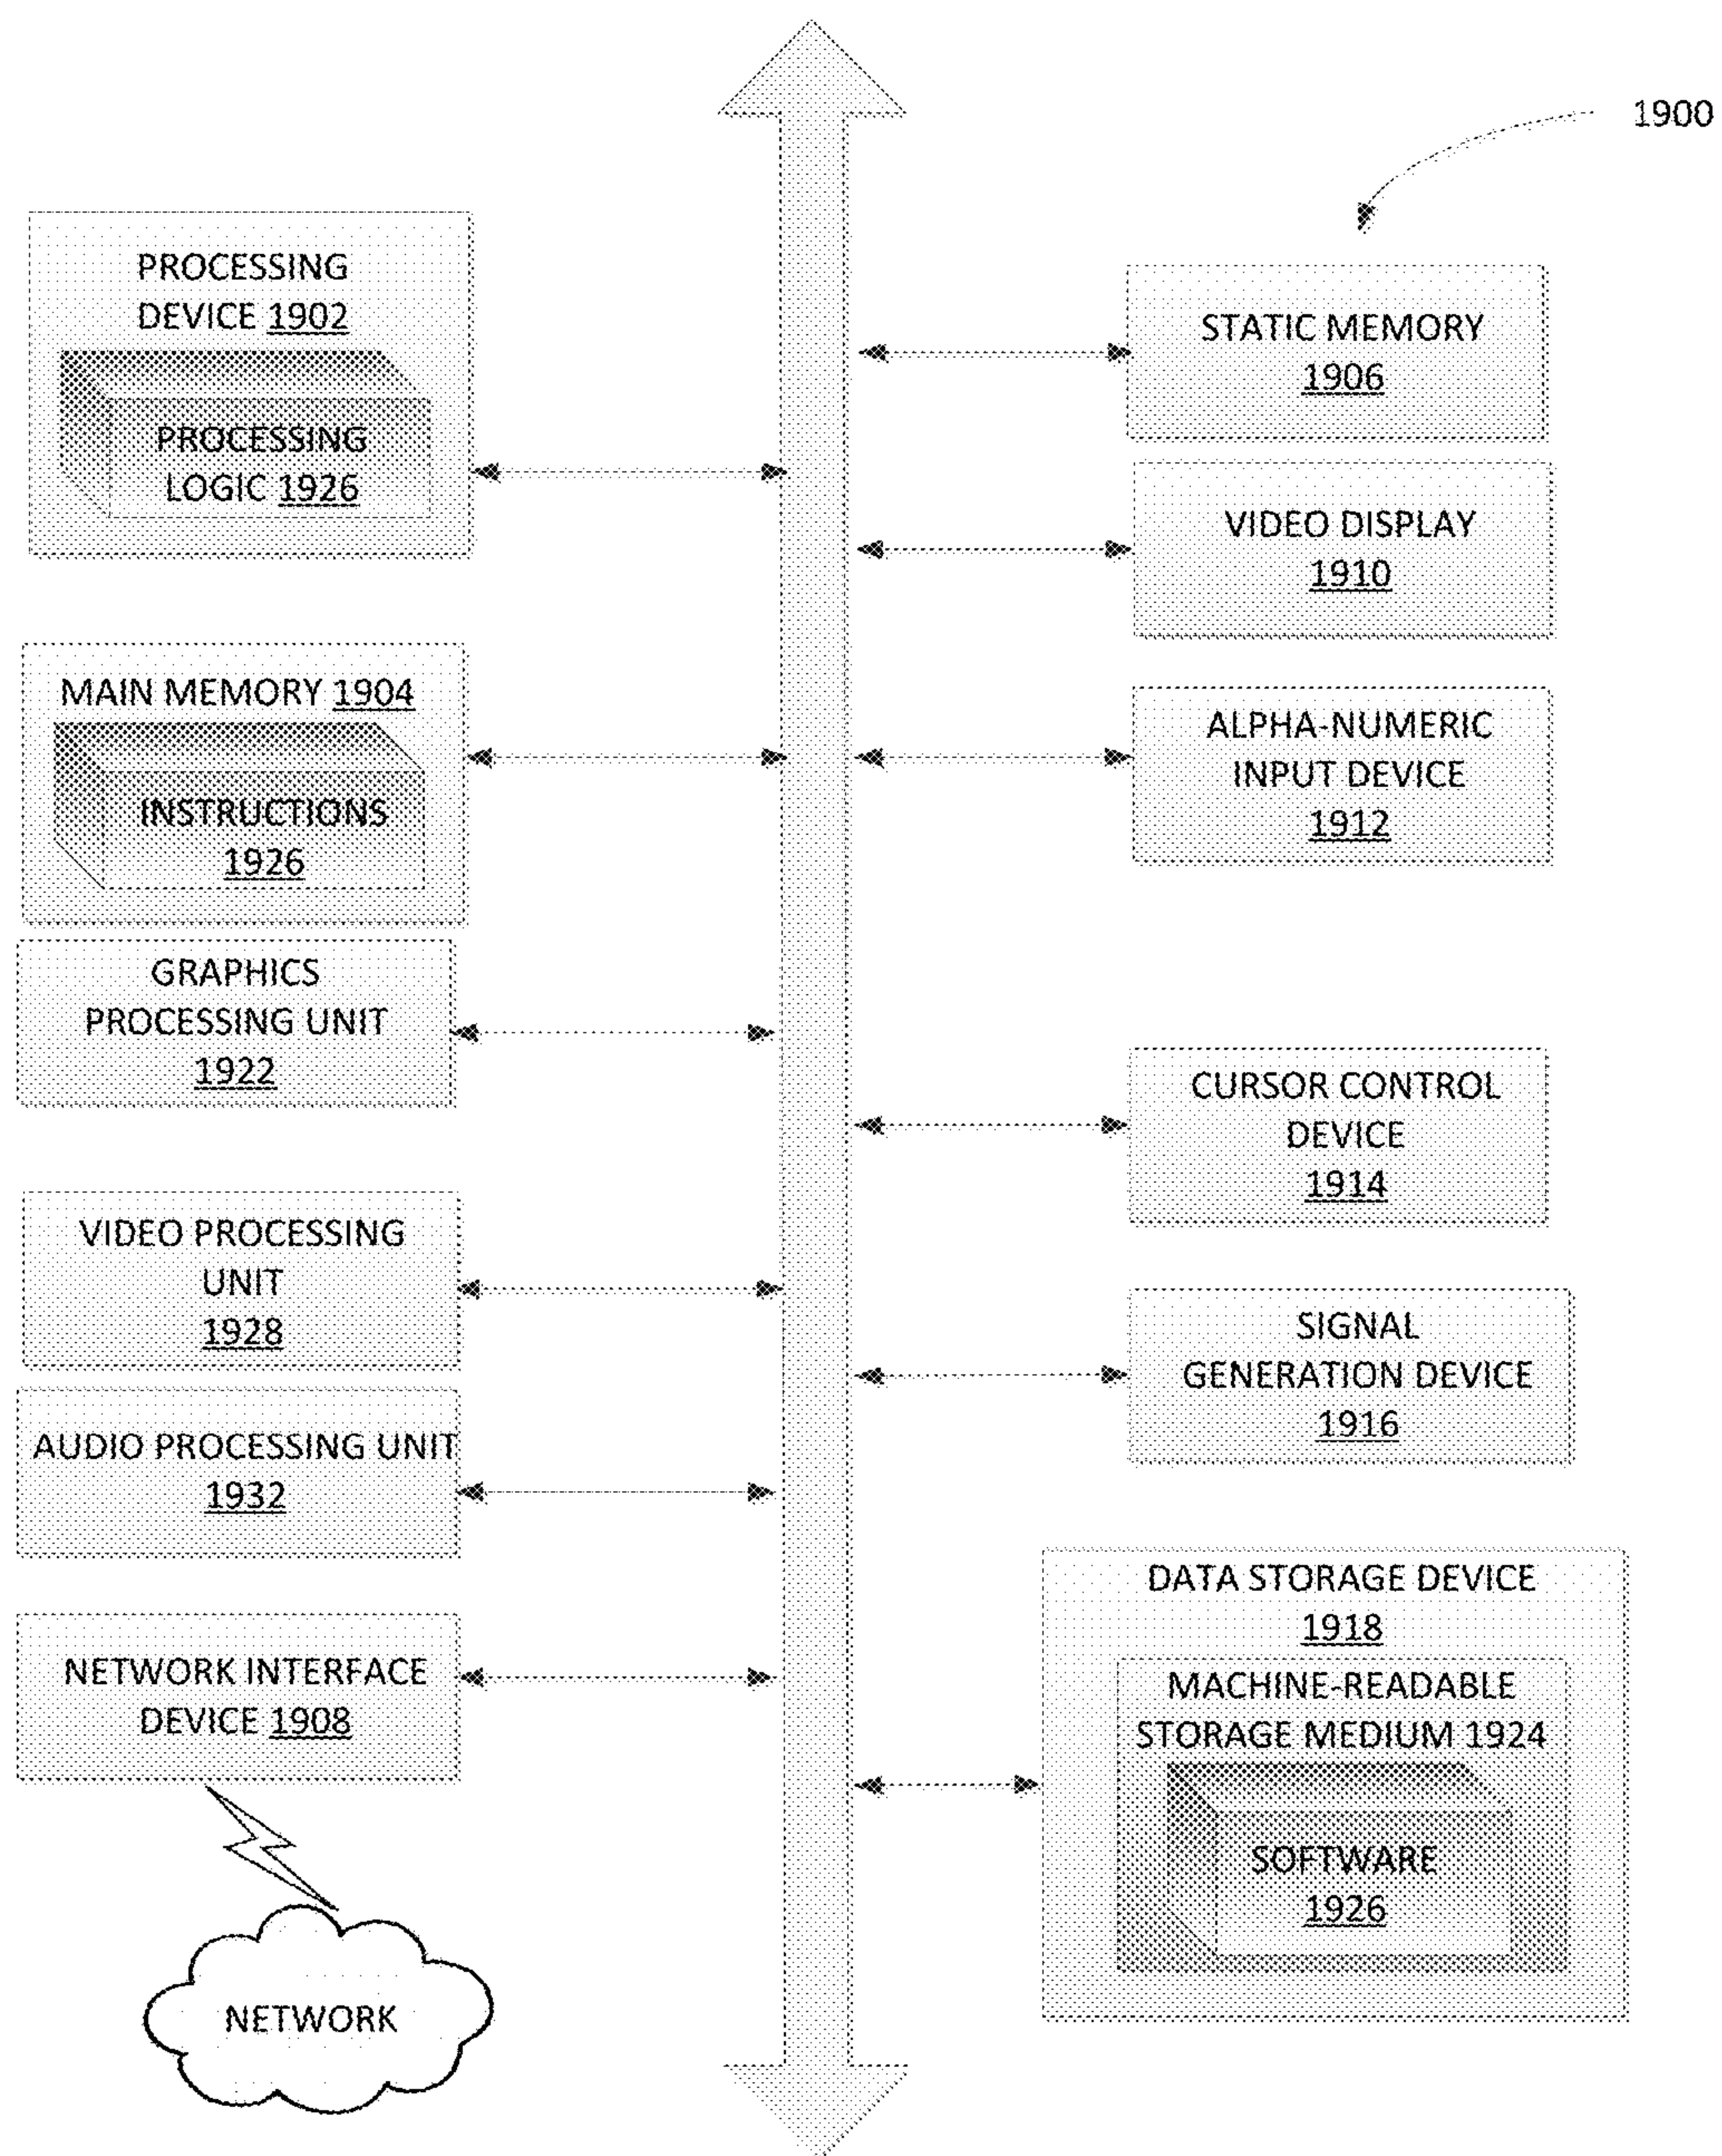 1900
PROCESSING
DEVICE 1902
PROCESSING
LOGIC 1926
MAIN MEMORY 1904
INSTRUCTIONS
1926
GRAPHICS
PROCESSING UNIT
1922
VIDEO PROCESSING
UNIT
1928
AUDIO PROCESSING UNIT
1932
NETWORK INTERFACE
DEVICE 1908
NETWORK
STATIC MEMORY
1906
VIDEO DISPLAY
1910
ALPHA-NUMERIC
INPUT DEVICE
1912
CURSOR CONTROL
DEVICE
1914
SIGNAL
GENERATION DEVICE
1916
DATA STORAGE DEVICE
1918
MACHINE-READABLE
STORAGE MEDIUM 1924
SOFTWARE
1926